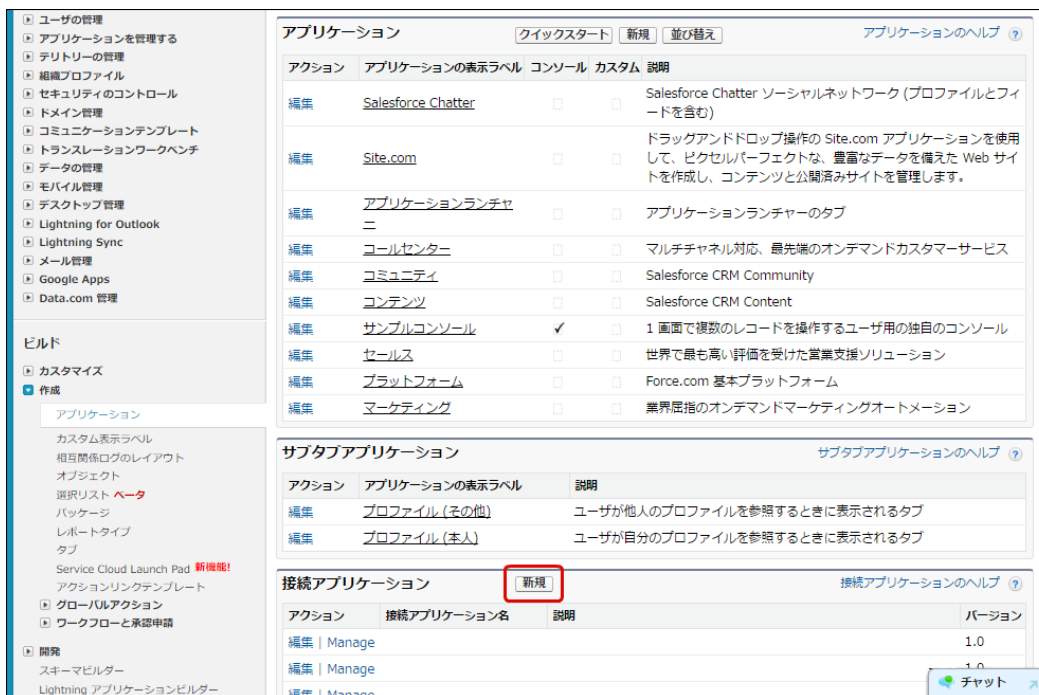 ユーザの管理
アプリケーションを管理する
テリトリーの管理
組織プロファイル
セキュリティのコントロール
ドメイン管理
コミュニケーションテンプレート
トランスレーションワークベンチ
データの管理
モバイル管理
デスクトップ管理
Lightning for Outlook
Lightning Sync
メール管理
Google Apps
Data.com 管理
ビルド
カスタマイズ
作成
アプリケーション
カスタム表示ラベル
相互関係ログのレイアウト
オブジェクト
選択リスト ベータ
パッケージ
レポートタイプ
タブ
Service Cloud Launch Pad 新機能!
アクションリンクテンプレート
グローバルアクション
ワークフローと承認申請
開発
スキーマビルダー
Lightning アプリケーションビルダー
アプリケーション クイックスタート 新規 並び替え アプリケーションのヘルプ ?
アクション アプリケーションの表示ラベル コンソール カスタム 説明
編集 Salesforce Chatter Salesforce Chatter ソーシャルネットワーク (プロファイルとフィ
ードを含む)
ドラッグアンドドロップ操作の Site.com アプリケーションを使用
編集 Site.com して、ピクセルパーフェクトな、豊富なデータを備えた Web サイ
トを作成し、コンテンツと公開済みサイトを管理します。
編集 アプリケーションランチャ
ー アプリケーションランチャーのタブ
編集 コールセンター マルチチャネル対応、最先端のオンデマンドカスタマーサービス
編集 コミュニティ Salesforce CRM Community
編集 コンテンツ Salesforce CRM Content
編集 サンプルコンソール ✓ 1 画面で複数のレコードを操作するユーザ用の独自のコンソール
編集 セールス 世界で最も高い評価を受けた営業支援ソリューション
編集 プラットフォーム Force.com 基本プラットフォーム
編集 マーケティング 業界屈指のオンデマンドマーケティングオートメーション
サブタブアプリケーション サブタブアプリケーションのヘルプ ?
アクション アプリケーションの表示ラベル 説明
編集 プロファイル (その他) ユーザが他人のプロファイルを参照するときに表示されるタブ
編集 プロファイル (本人) ユーザが自分のプロファイルを参照するときに表示されるタブ
接続アプリケーション 新規 接続アプリケーションのヘルプ ?
アクション 接続アプリケーション名 説明 バージョン
編集 | Manage 1.0
編集 | Manage 1.0
編集 | Manage
チャット